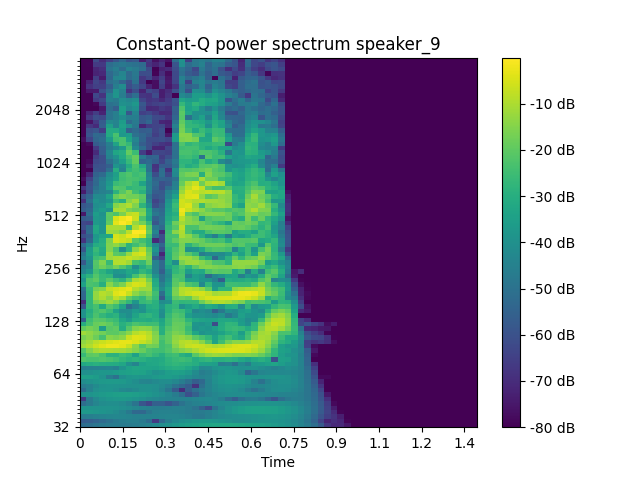 Constant-Q power spectrum speaker_9
Hz
2048
1024
512
256
128
64
32
0 0.15 0.3 0.45 0.6 0.75 0.9 1.1 1.2 1.4
Time
-10 dB
-20 dB
-30 dB
-40 dB
-50 dB
-60 dB
-70 dB
-80 dB